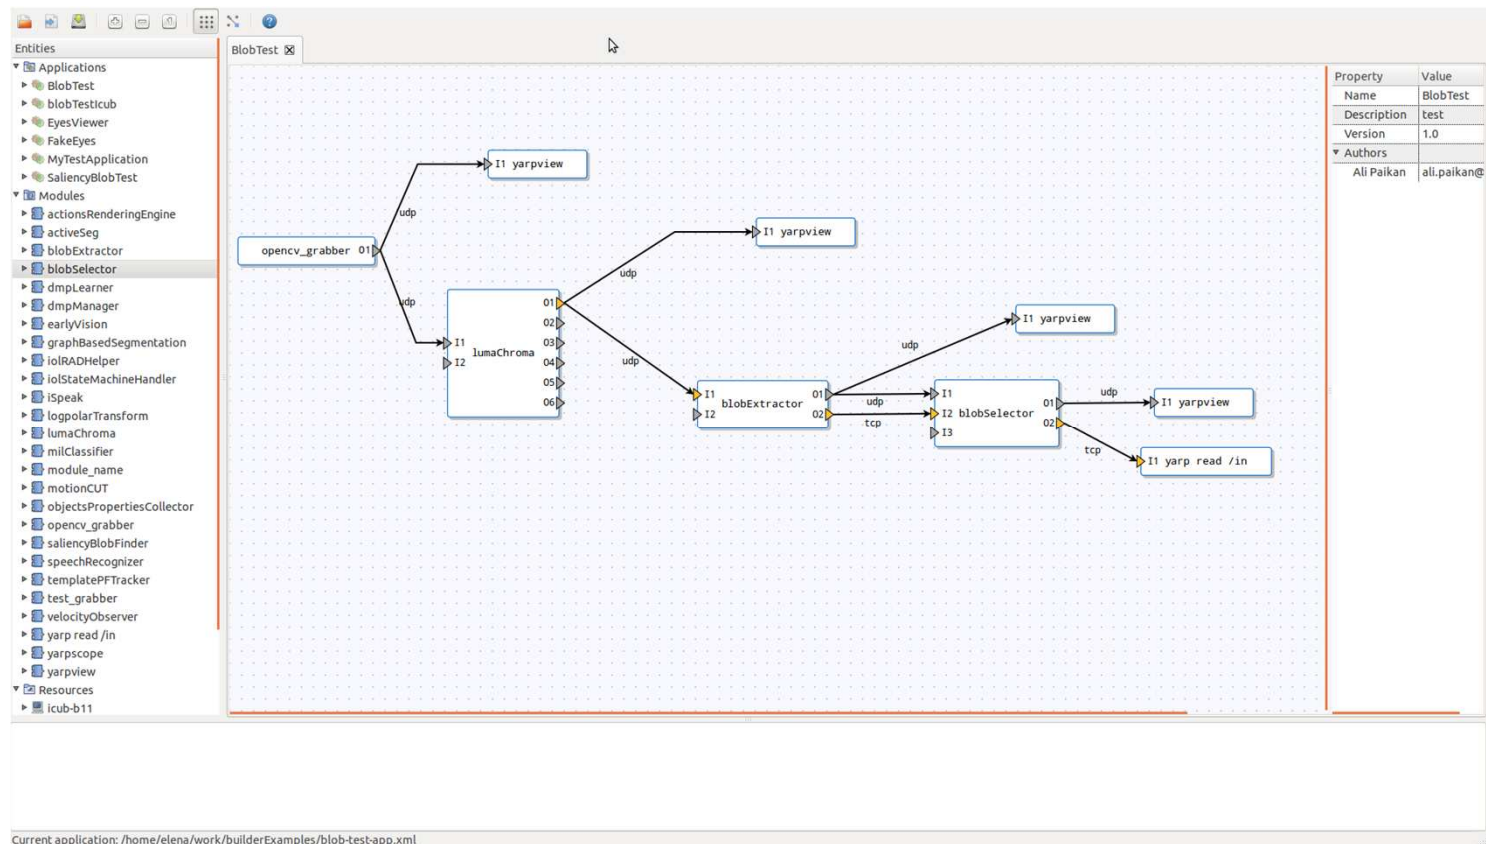 Entities
Applications
BlobTest
blobTestIcub
EyesViewer
FakeEyes
MyTestApplication
SaliencyBlobTest
Modules
actionsRenderingEngine
activeSeg
blobExtractor
blobSelector
dmpLearner
dmpManager
earlyVision
graphBasedSegmentation
iolRADHelper
iolStateMachineHandler
iSpeak
logpolarTransform
lumaChroma
milClassifier
module_name
motionCUT
objectsPropertiesCollector
opencv_grabber
saliencyBlobFinder
speechRecognizer
templatePFTracker
test_grabber
velocityObserver
yarp read /in
yarpscope
yarpview
Resources
icub-b11
BlobTest
I1 yarpview
udp
opencv_grabber O1
udp
I1 yarpview
udp
O1
O2
I1 O3
lumaChroma
I2 O4
O5
O6
udp
I1 yarpview
udp
I1 O1
blobExtractor
I2 O2
udp
tcp
I1
O1
I2 blobSelector
O2
I3
udp
I1 yarpview
tcp
I1 yarp read /in
Property Value
Name BlobTest
Description test
Version 1.0
Authors
Ali Paikan ali.paikan@
Current application: /home/elena/work/builderExamples/blob-test-app.xml